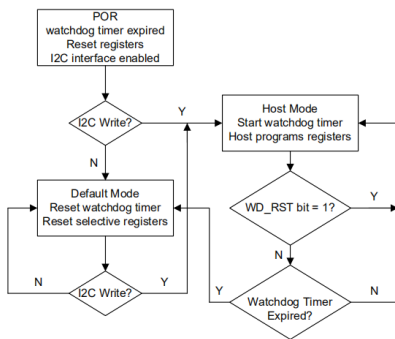 POR
watchdog timer expired
Reset registers
I2C interface enabled
I2C Write?
Y
N
Host Mode
Start watchdog timer
Host programs registers
Default Mode
Reset watchdog timer
Reset selective registers
WD_RST bit = 1?
Y
N
I2C Write?
N
Y
Y
Watchdog Timer
Expired?
N